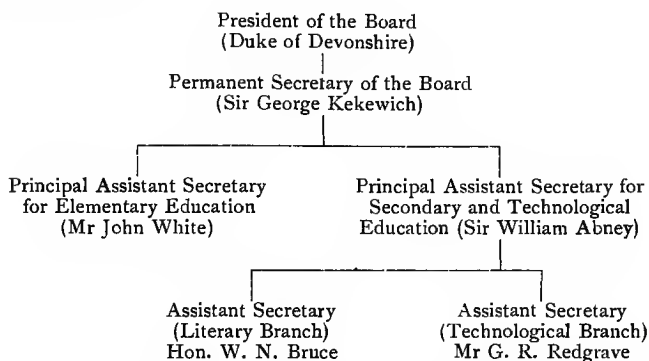 President of the Board
(Duke of Devonshire)
Permanent Secretary of the Board
(Sir George Kekewich)
Principal Assistant Secretary
for Elementary Education
(Mr John White)
Principal Assistant Secretary for
Secondary and Technological
Education (Sir William Abney)
Assistant Secretary
(Literary Branch)
Hon. W. N. Bruce
Assistant Secretary
(Technological Branch)
Mr G. R. Redgrave